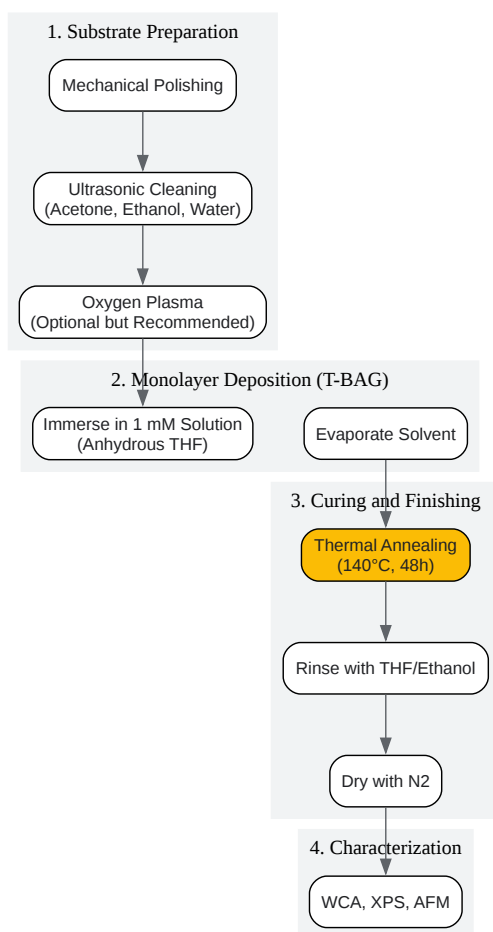 1. Substrate Preparation
Mechanical Polishing
Ultrasonic Cleaning
(Acetone, Ethanol, Water)
Oxygen Plasma
(Optional but Recommended)
2. Monolayer Deposition (T-BAG)
Immerse in 1 mM Solution
(Anhydrous THF)
Evaporate Solvent
3. Curing and Finishing
Thermal Annealing
(140°C, 48h)
Rinse with THF/Ethanol
Dry with N2
4. Characterization
WCA, XPS, AFM